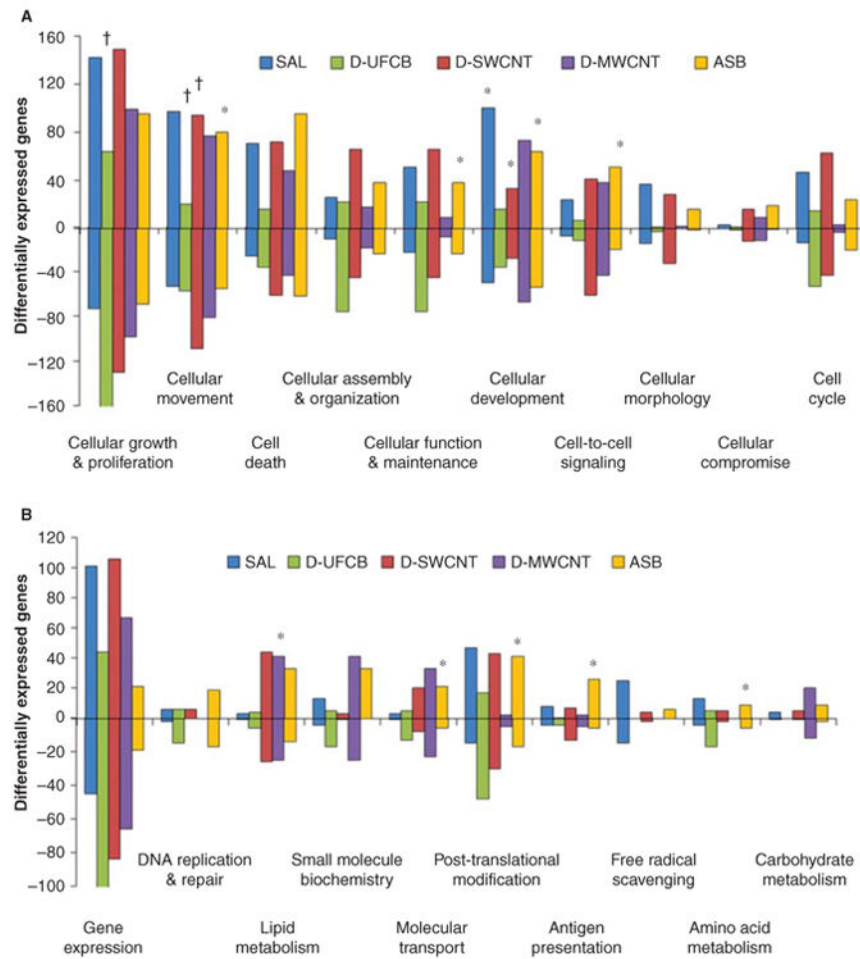 A
160
120
80
40
0
−40
−80
−120
−160
Differentially expressed genes
SAL D-UFCB D-SWCNT D-MWCNT ASB
† † † * * * * * *
Cellular movement
Cellular assembly & organization
Cellular development
Cellular morphology
Cell cycle
Cellular growth & proliferation
Cell death
Cellular function & maintenance
Cell-to-cell signaling
Cellular compromise
B
120
100
80
60
40
20
0
−20
−40
−60
−80
−100
Differentially expressed genes
SAL D-UFCB D-SWCNT D-MWCNT ASB
* * * * *
DNA replication & repair
Small molecule biochemistry
Post-translational modification
Free radical scavenging
Carbohydrate metabolism
Gene expression
Lipid metabolism
Molecular transport
Antigen presentation
Amino acid metabolism